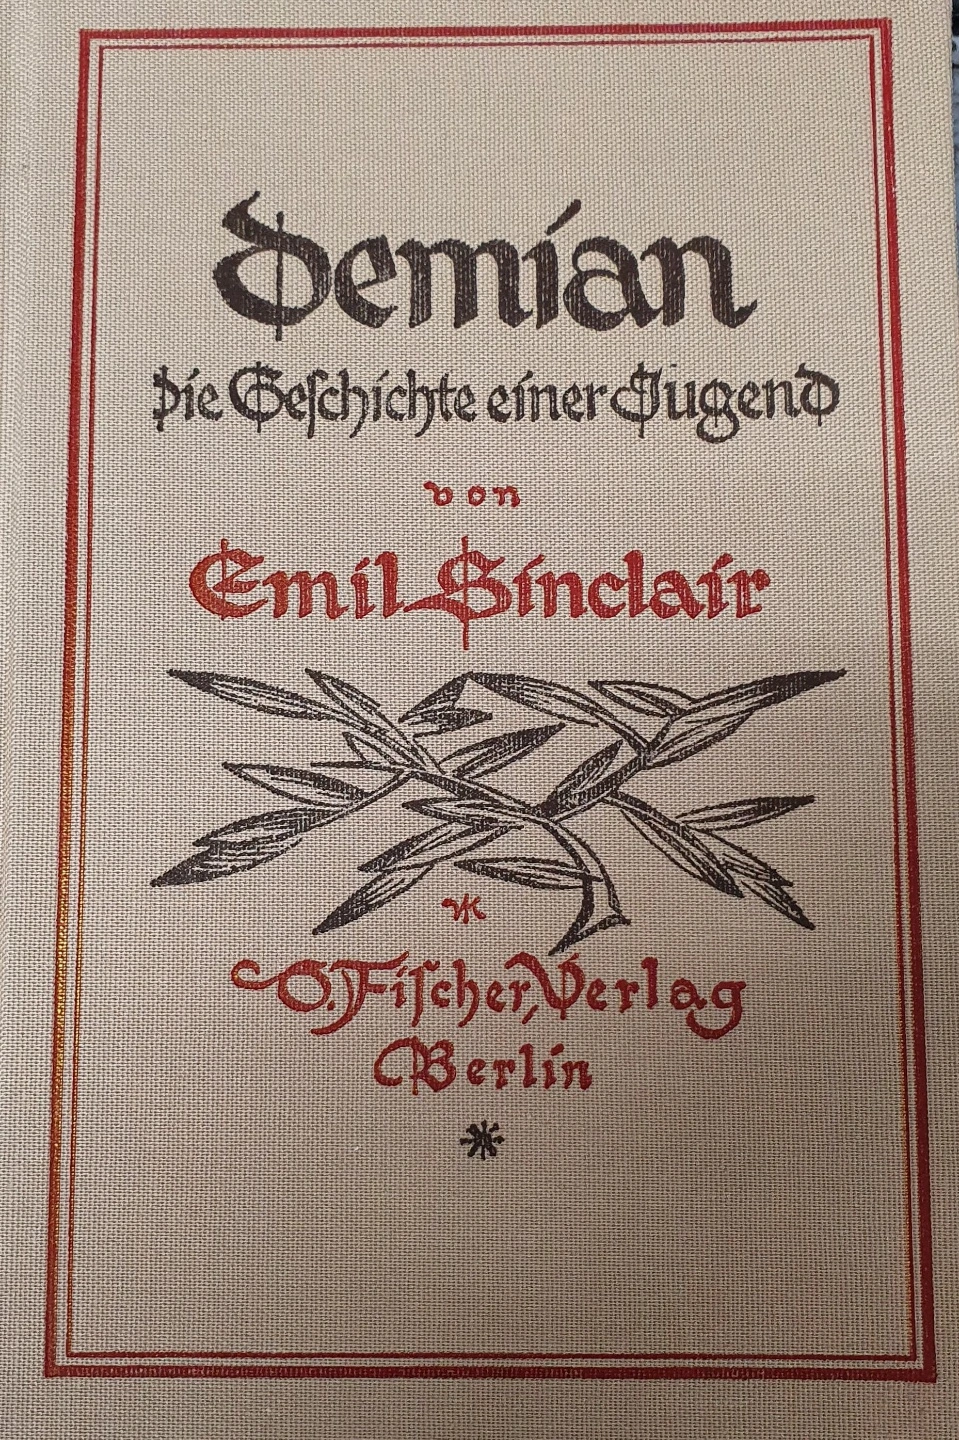 Demian
Die Geſchichte einer Jugend
von
Emil Sinclair
S. Fiſcher, Verlag
Berlin